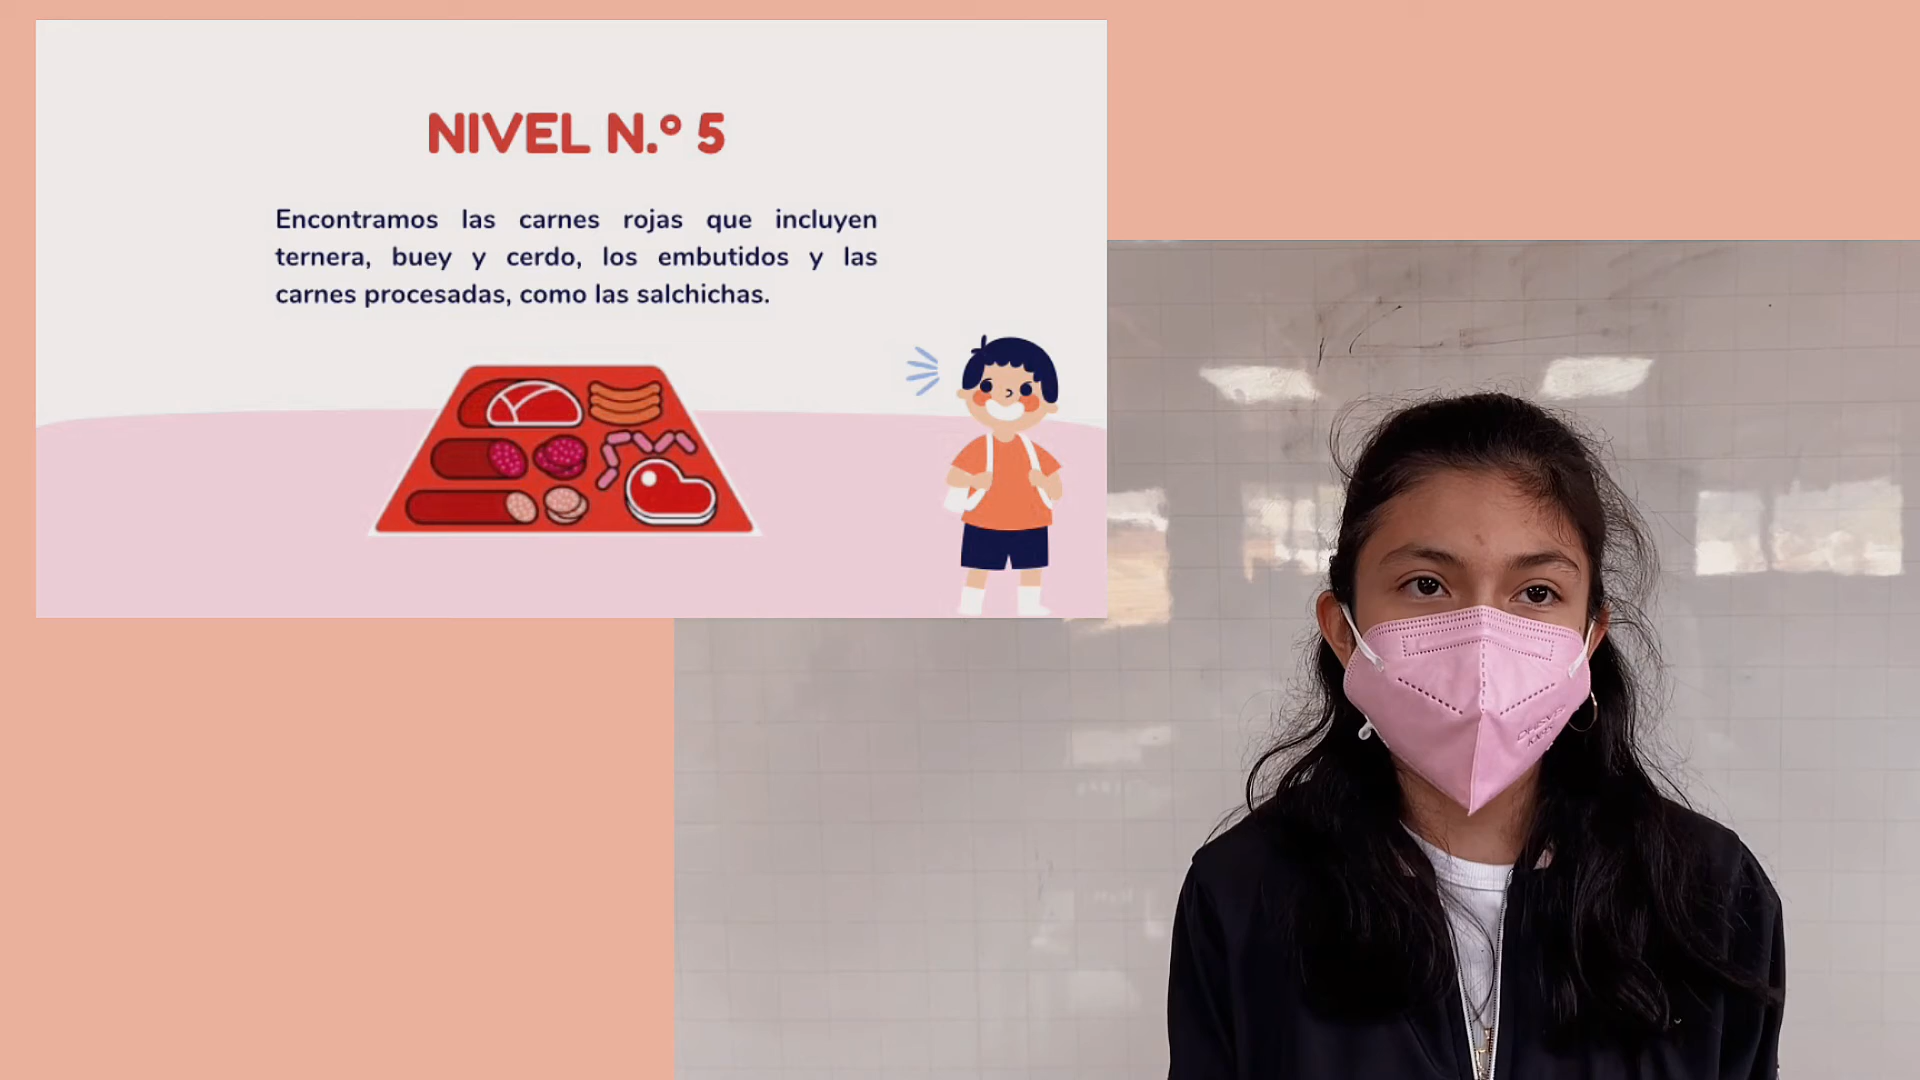 NIVEL N.º 5
Encontramos las carnes rojas que incluyen
ternera, buey y cerdo, los embutidos y las
carnes procesadas, como las salchichas.